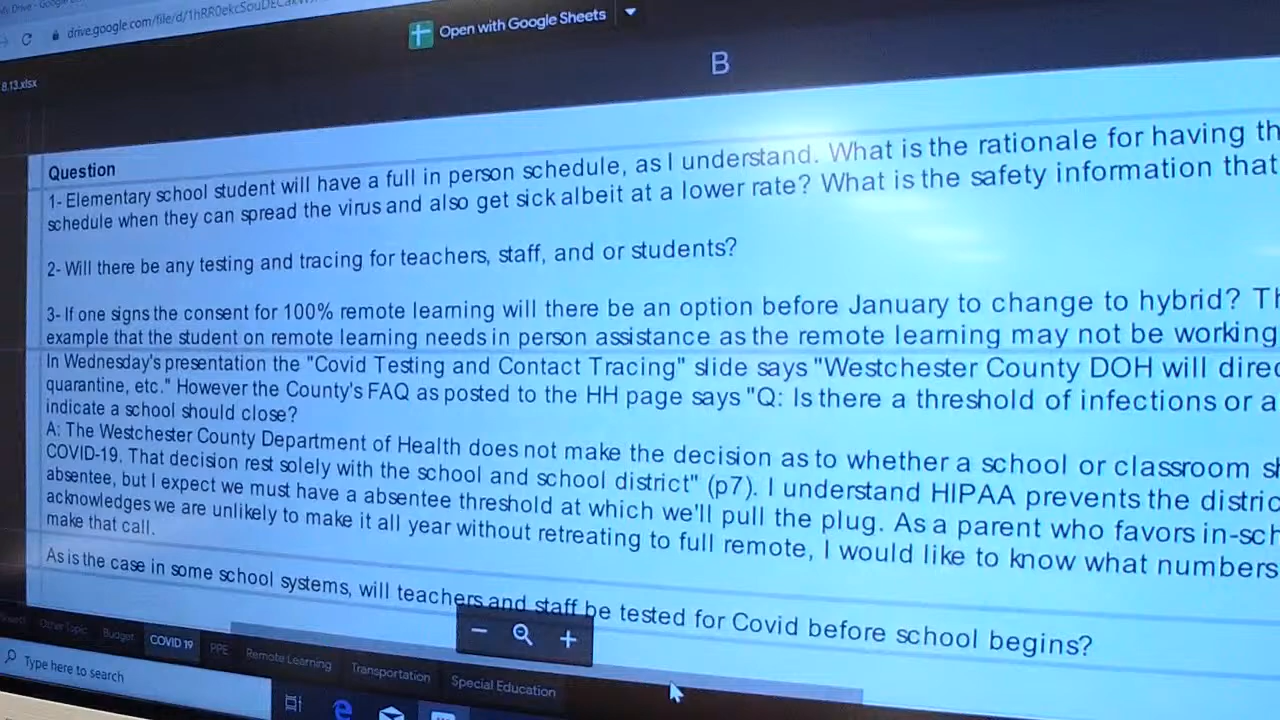 My Drive - Google
drive.google.com/file/d/1hRR0ekcSouDECak
Open with Google Sheets
8.13.xlsx
B
Question
1- Elementary school student will have a full in person schedule, as I understand. What is the rationale for having th
schedule when they can spread the virus and also get sick albeit at a lower rate? What is the safety information that
2- Will there be any testing and tracing for teachers, staff, and or students?
3- If one signs the consent for 100% remote learning will there be an option before January to change to hybrid? Th
example that the student on remote learning needs in person assistance as the remote learning may not be working
In Wednesday's presentation the "Covid Testing and Contact Tracing" slide says "Westchester County DOH will direc
quarantine, etc." However the County's FAQ as posted to the HH page says "Q: Is there a threshold of infections or a
indicate a school should close?
A: The Westchester County Department of Health does not make the decision as to whether a school or classroom sh
COVID-19. That decision rest solely with the school and school district" (p7). I understand HIPAA prevents the distric
absentee, but I expect we must have a absentee threshold at which we'll pull the plug. As a parent who favors in-sch
acknowledges we are unlikely to make it all year without retreating to full remote, I would like to know what numbers
make that call.
As is the case in some school systems, will teachers and staff be tested for Covid before school begins?
Other Topic Budget COVID 19 PPE Remote Learning Transportation Special Education
Type here to search